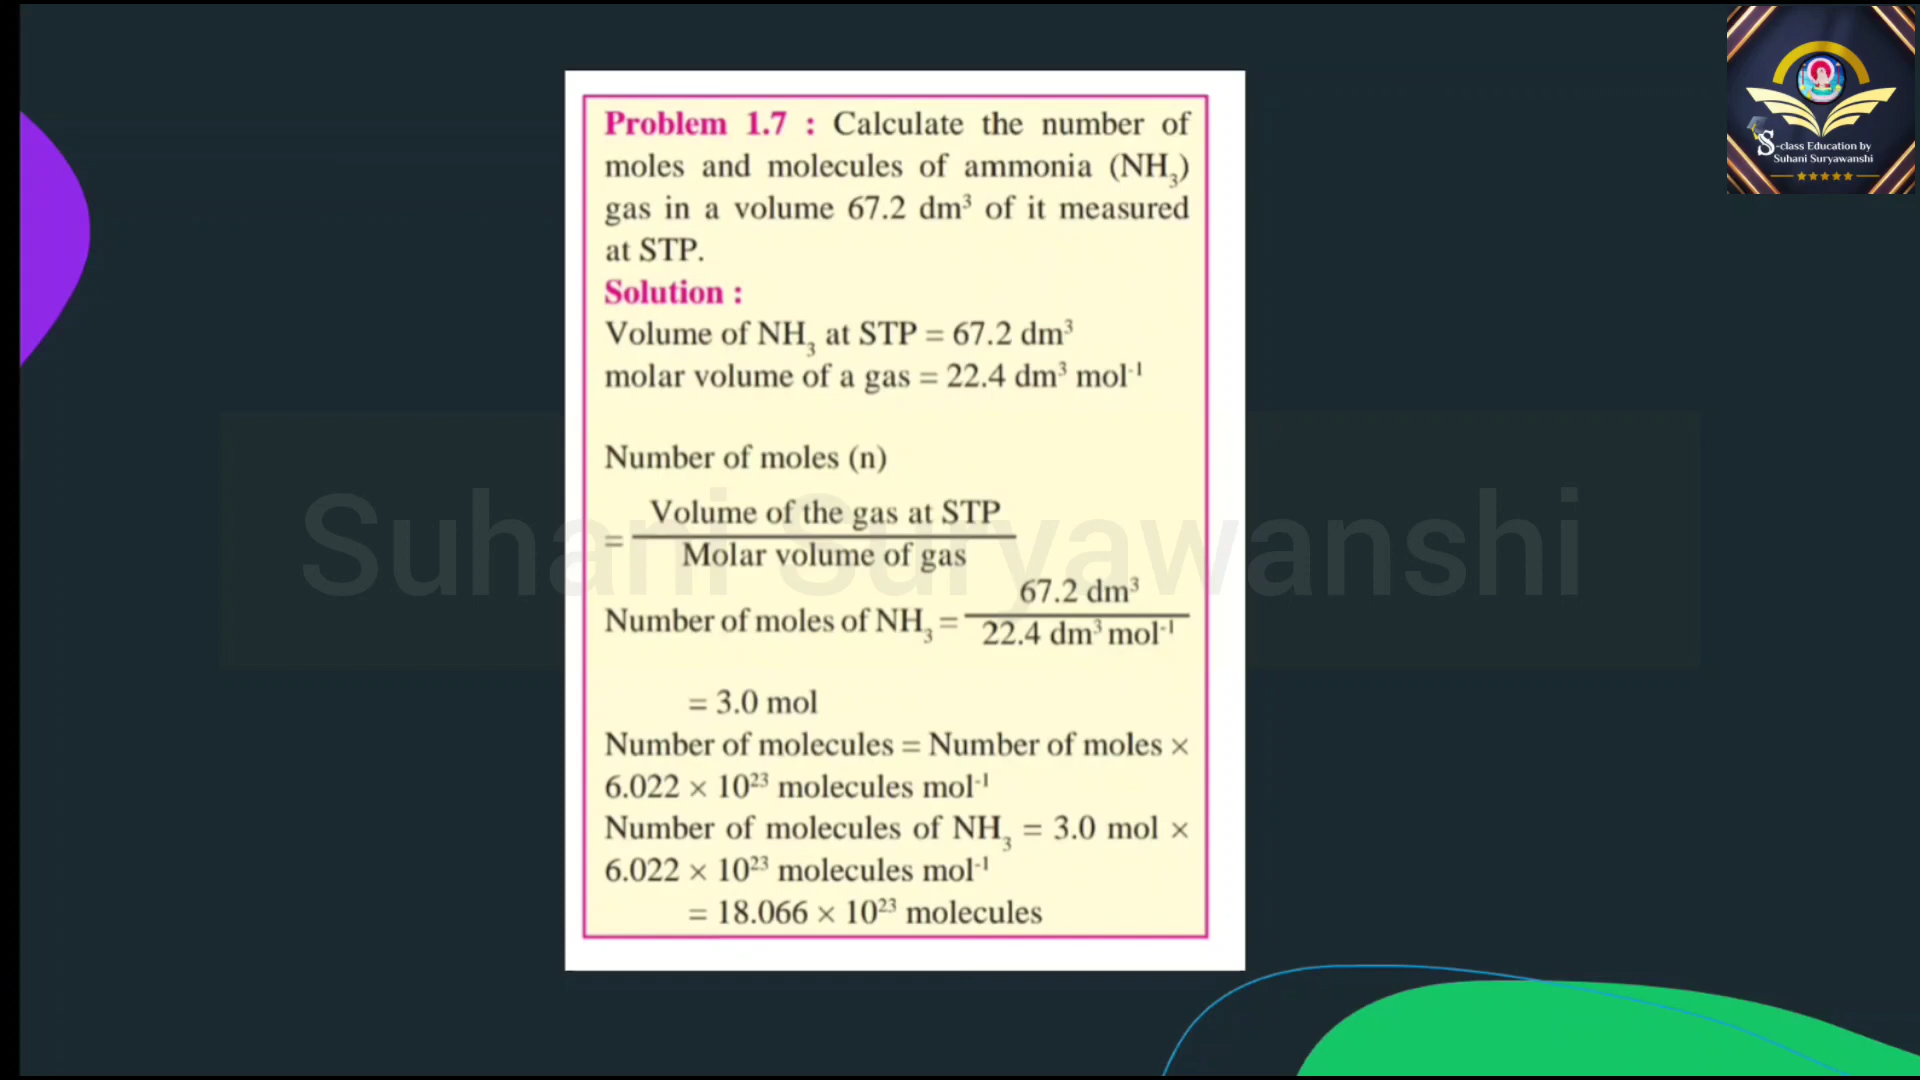 Problem 1.7 : Calculate the number of
moles and molecules of ammonia (NH₃)
gas in a volume 67.2 dm³ of it measured
at STP.
Solution :
Volume of NH₃ at STP = 67.2 dm³
molar volume of a gas = 22.4 dm³ mol⁻¹
Number of moles (n)
= Volume of the gas at STP
Molar volume of gas
Number of moles of NH₃ = 67.2 dm³
22.4 dm³ mol⁻¹
= 3.0 mol
Number of molecules = Number of moles ×
6.022 × 10²³ molecules mol⁻¹
Number of molecules of NH₃ = 3.0 mol ×
6.022 × 10²³ molecules mol⁻¹
= 18.066 × 10²³ molecules
Suhani Suryawanshi
S-class Education by
Suhani Suryawanshi